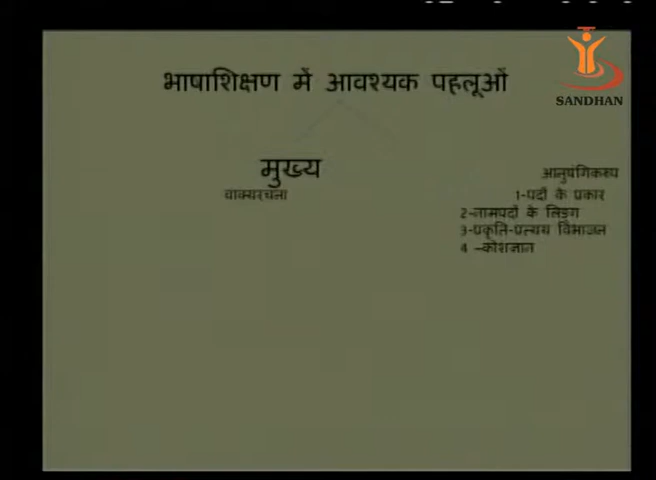 भाषाशिक्षण में आवश्यक पहलूओं
SANDHAN
मुख्य
वाक्यरचना
आनुषंगिकरुप
1-पदों के प्रकार
2-नामपदों के लिङ्ग
3-प्रकृति-प्रत्यय विभाजन
4 –कोशज्ञान